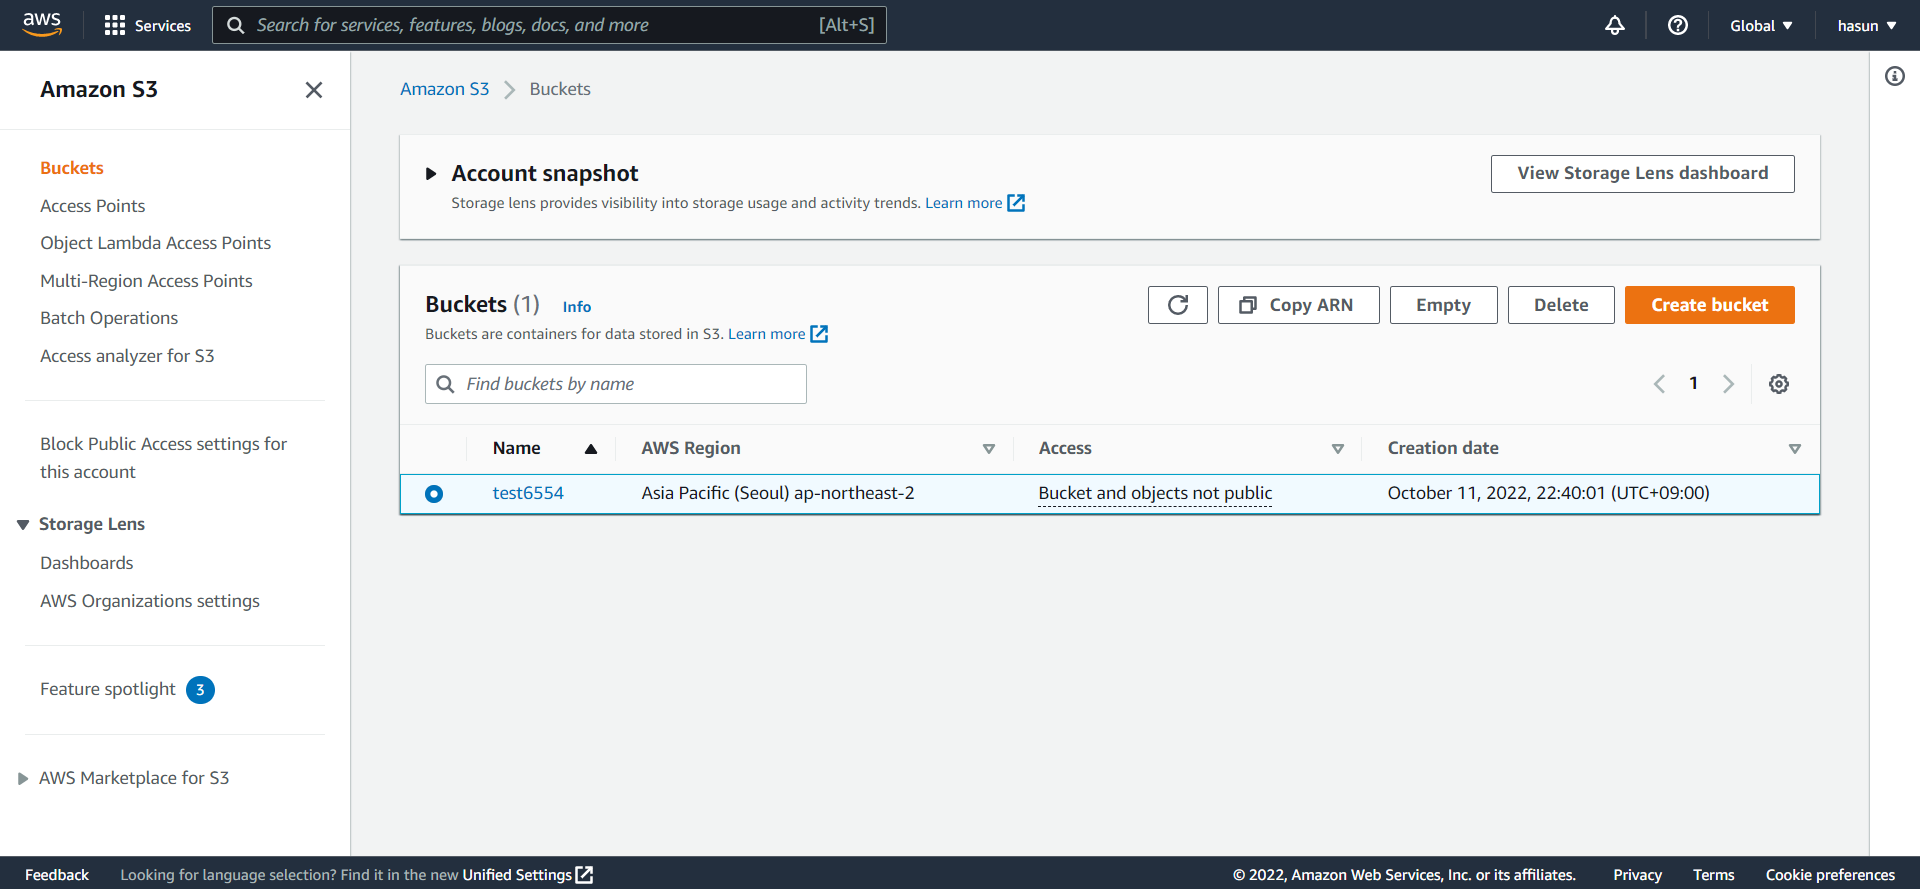 aws Services Search for services, features, blogs, docs, and more [Alt+S] Global hasun
Amazon S3
Buckets
Access Points
Object Lambda Access Points
Multi-Region Access Points
Batch Operations
Access analyzer for S3
Block Public Access settings for
this account
Storage Lens
Dashboards
AWS Organizations settings
Feature spotlight 3
AWS Marketplace for S3
Amazon S3 Buckets
Account snapshot
View Storage Lens dashboard
Storage lens provides visibility into storage usage and activity trends. Learn more
Buckets (1) Info
Copy ARN Empty Delete Create bucket
Buckets are containers for data stored in S3. Learn more
Find buckets by name
1
Name AWS Region Access Creation date
test6554 Asia Pacific (Seoul) ap-northeast-2 Bucket and objects not public October 11, 2022, 22:40:01 (UTC+09:00)
Feedback Looking for language selection? Find it in the new Unified Settings © 2022, Amazon Web Services, Inc. or its affiliates. Privacy Terms Cookie preferences